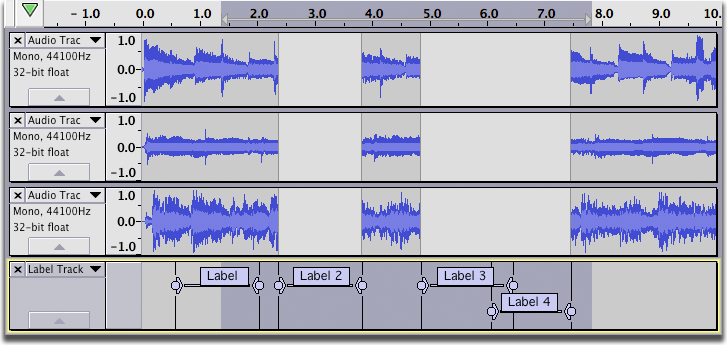 - 1.0 0.0 1.0 2.0 3.0 4.0 5.0 6.0 7.0 8.0 9.0 10.0
× Audio Trac 1.0
Mono, 44100Hz
32-bit float 0.0-
-1.0
× Audio Trac 1.0
Mono, 44100Hz
32-bit float 0.0-
-1.0
× Audio Trac 1.0
Mono, 44100Hz
32-bit float 0.0-
-1.0
× Label Track
Label Label 2 Label 3
Label 4